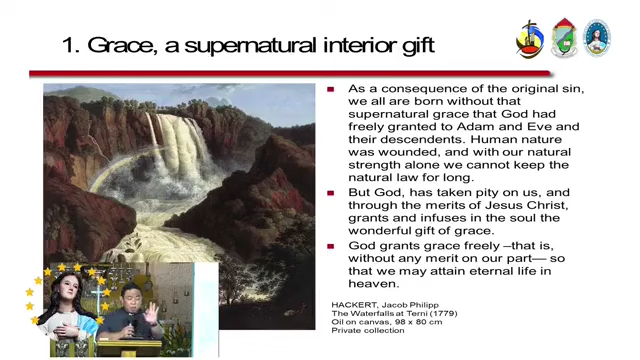 1. Grace, a supernatural interior gift
As a consequence of the original sin,
we all are born without that
supernatural grace that God had
freely granted to Adam and Eve and
their descendents. Human nature
was wounded, and with our natural
strength alone we cannot keep the
natural law for long.
But God, has taken pity on us, and
through the merits of Jesus Christ,
grants and infuses in the soul the
wonderful gift of grace.
God grants grace freely –that is,
without any merit on our part–– so
that we may attain eternal life in
heaven.
HACKERT, Jacob Philipp
The Waterfalls at Terni (1779)
Oil on canvas, 98 x 80 cm
Private collection